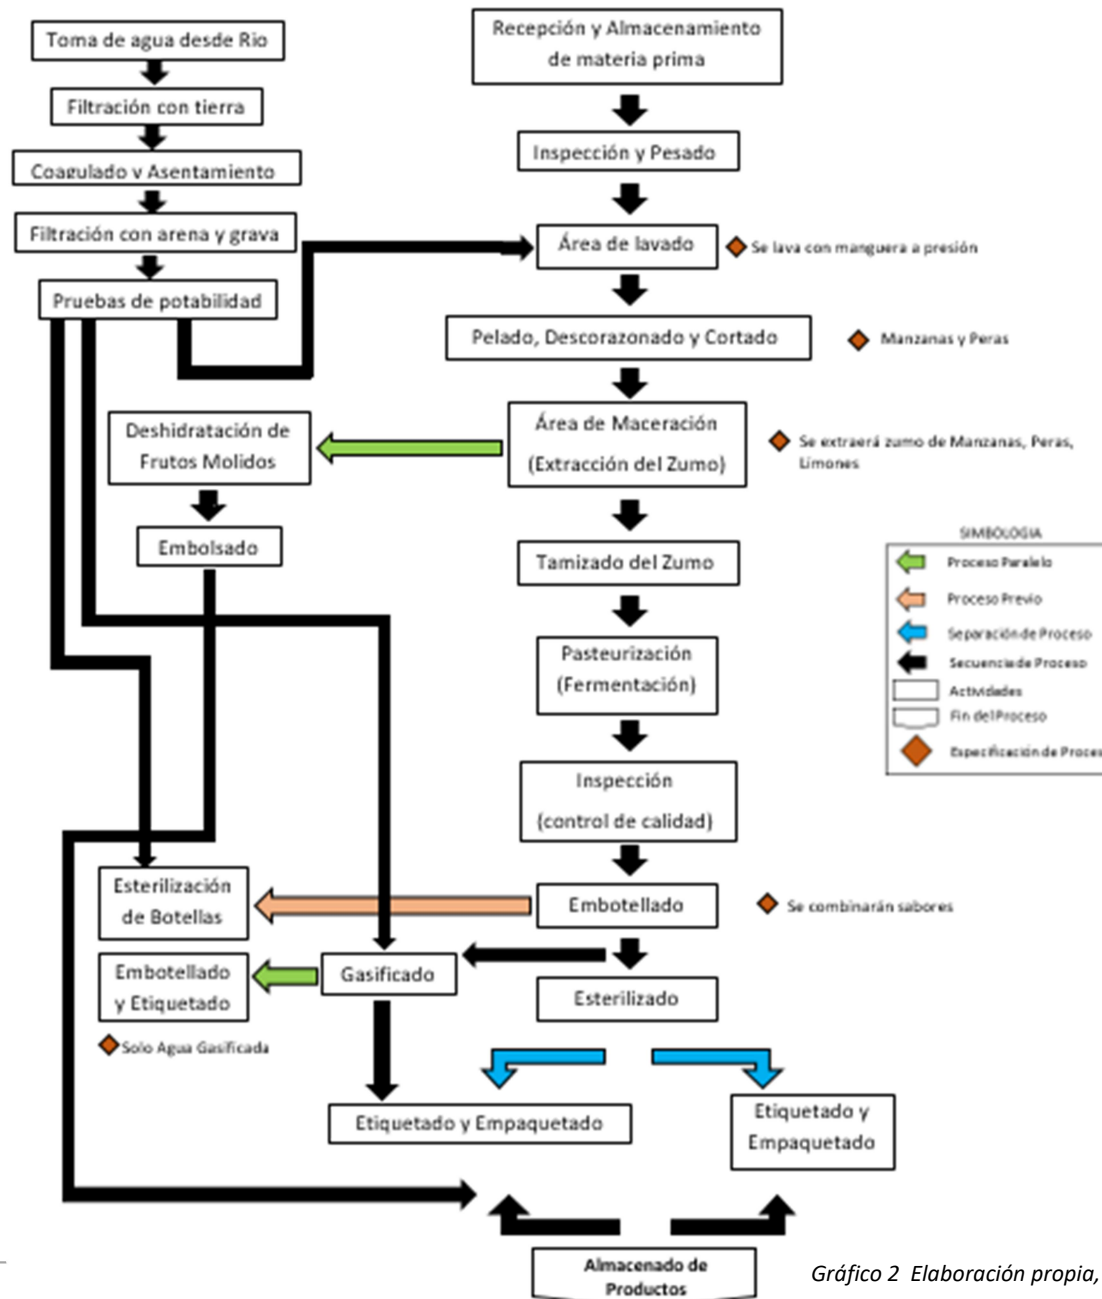 Toma de agua desde Rio
Filtración con tierra
Coagulado y Asentamiento
Filtración con arena y grava
Pruebas de potabilidad
Recepción y Almacenamiento
de materia prima
Inspección y Pesado
Área de lavado
Se lava con manguera a presión
Pelado, Descorazonado y Cortado
Manzanas y Peras
Deshidratación de
Frutos Molidos
Área de Maceración
(Extracción del Zumo)
Se extraerá zumo de Manzanas, Peras,
Limones
Embolsado
Tamizado del Zumo
SIMBOLOGIA
Proceso Paralelo
Proceso Previo
Separación de Proceso
Secuencia de Proceso
Actividades
Fin del Proceso
Especificación de Proces
Pasteurización
(Fermentación)
Inspección
(control de calidad)
Esterilización
de Botellas
Embotellado
Se combinarán sabores
Embotellado
y Etiquetado
Gasificado
Esterilizado
Solo Agua Gasificada
Etiquetado y Empaquetado
Etiquetado y
Empaquetado
Almacenado de
Productos
Gráfico 2 Elaboración propia,